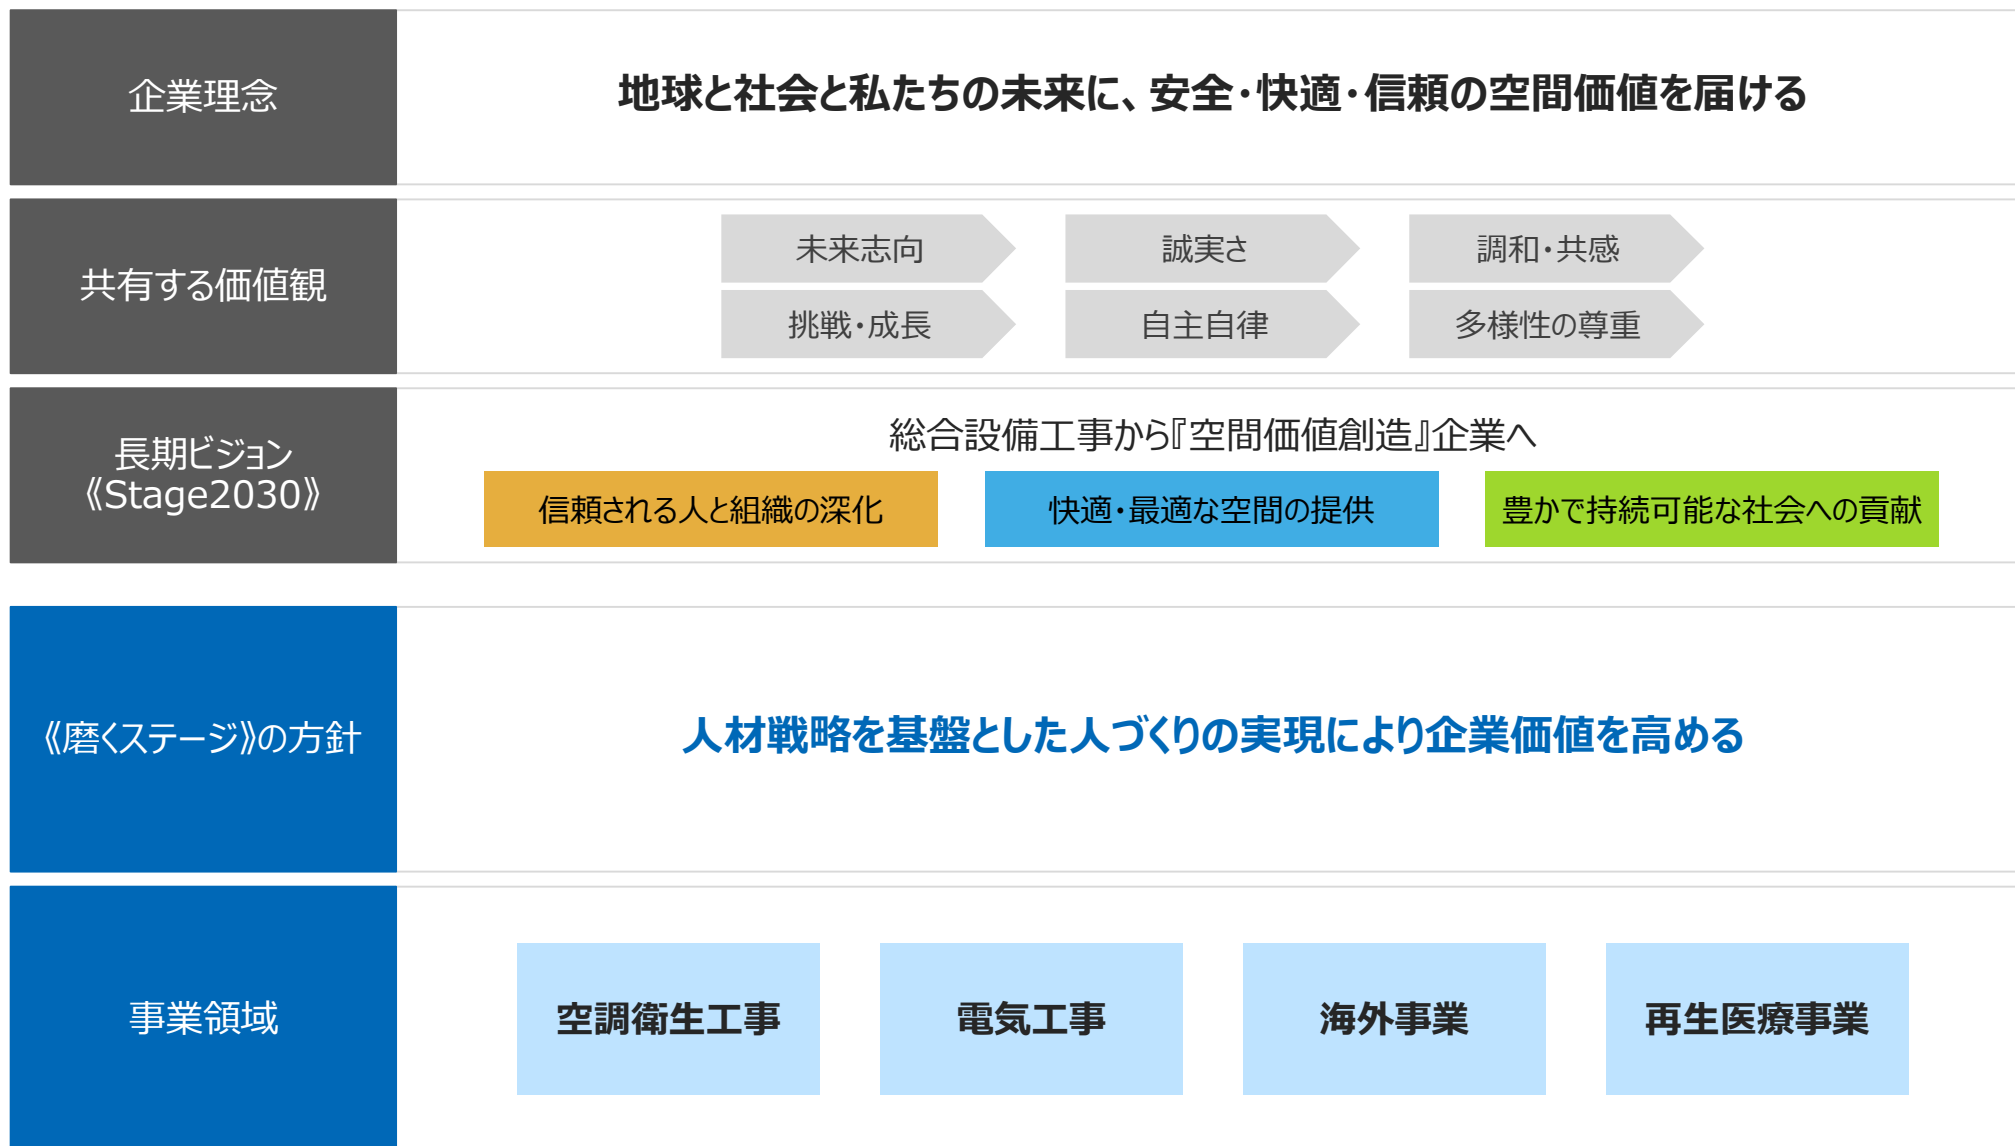 企業理念
地球と社会と私たちの未来に、安全・快適・信頼の空間価値を届ける
共有する価値観
未来志向
誠実さ
調和・共感
挑戦・成長
自主自律
多様性の尊重
長期ビジョン
《Stage2030》
総合設備工事から『空間価値創造』企業へ
信頼される人と組織の深化
快適・最適な空間の提供
豊かで持続可能な社会への貢献
《磨くステージ》の方針
人材戦略を基盤とした人づくりの実現により企業価値を高める
事業領域
空調衛生工事
電気工事
海外事業
再生医療事業